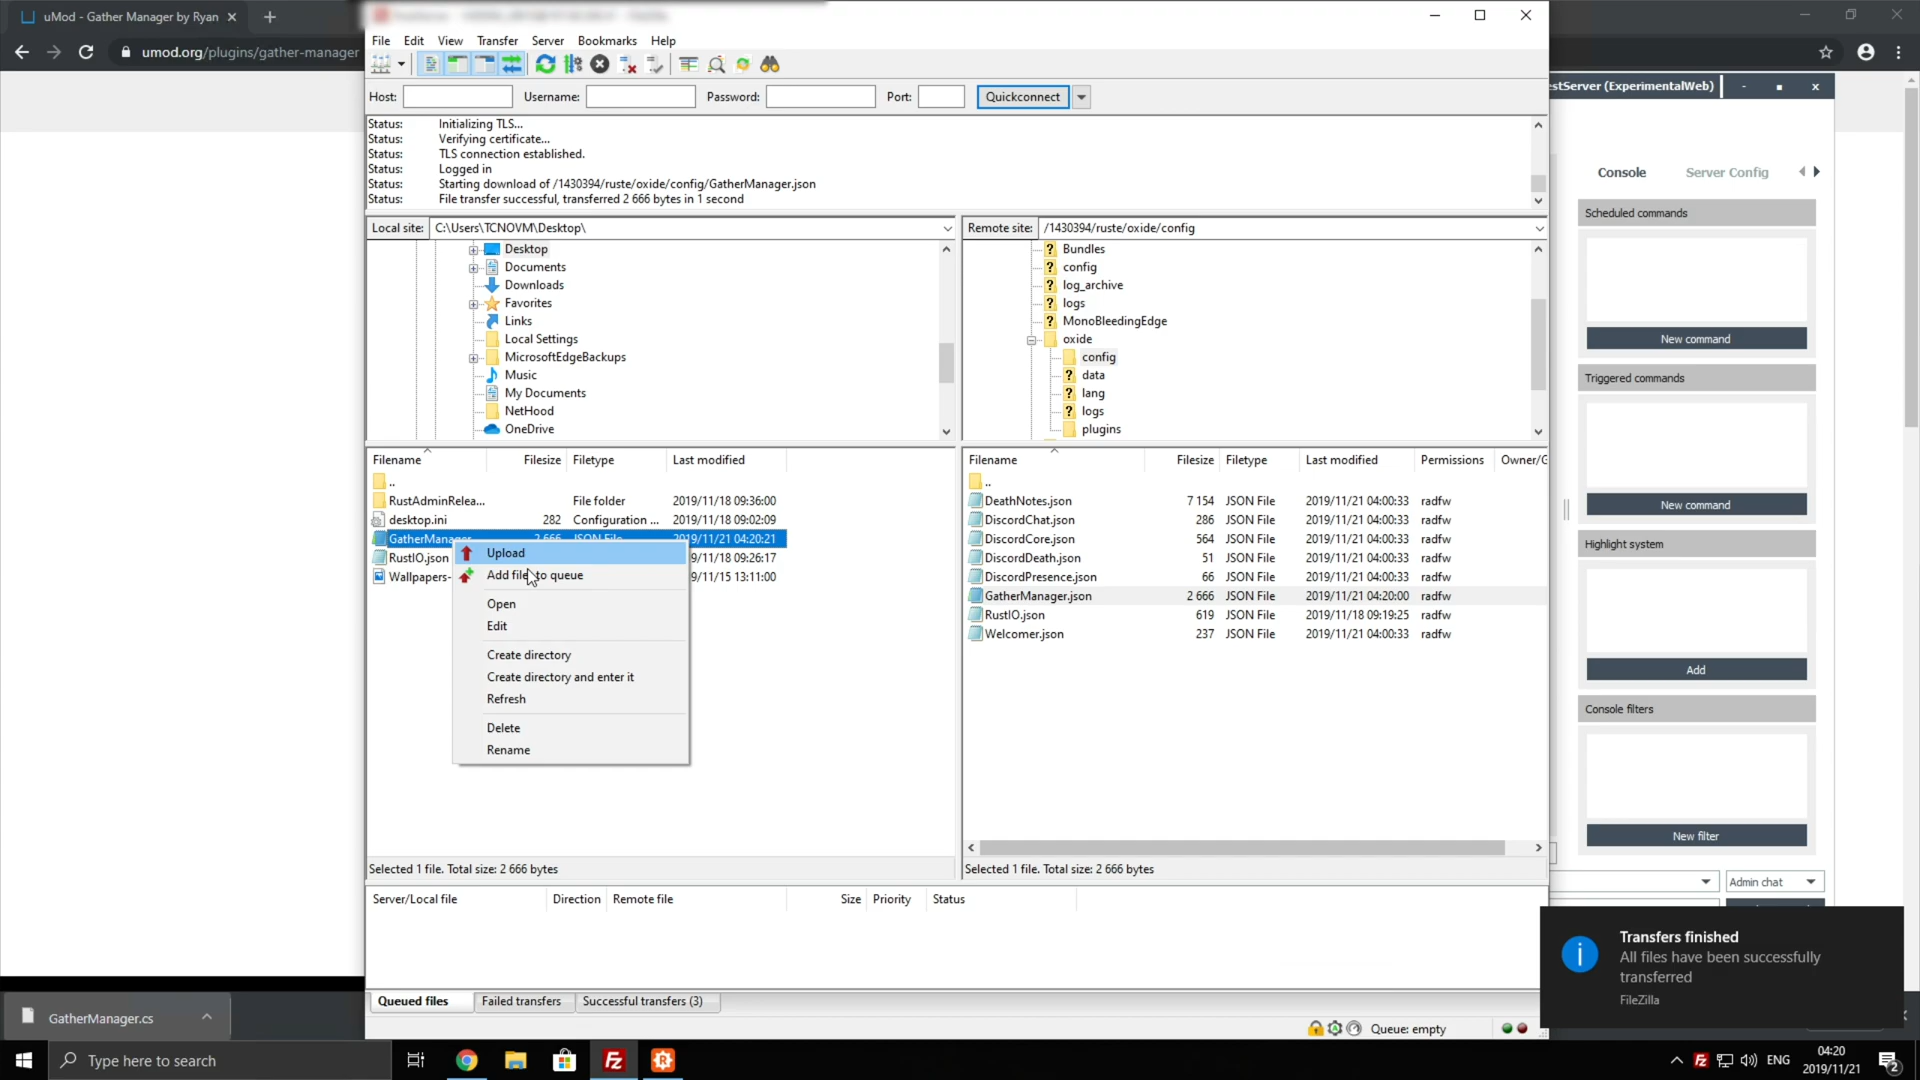 uMod - Gather Manager by Ryan
umod.org/plugins/gather-manager
File Edit View Transfer Server Bookmarks Help
Host: Username: Password: Port: Quickconnect
Status: Initializing TLS...
Status: Verifying certificate...
Status: TLS connection established.
Status: Logged in
Status: Starting download of /1430394/ruste/oxide/config/GatherManager.json
Status: File transfer successful, transferred 2 666 bytes in 1 second
Local site: C:\Users\TCNOVM\Desktop\
Desktop
Documents
Downloads
Favorites
Links
Local Settings
MicrosoftEdgeBackups
Music
My Documents
NetHood
OneDrive
Remote site: /1430394/ruste/oxide/config
Bundles
config
log_archive
logs
MonoBleedingEdge
oxide
config
data
lang
logs
plugins
Filename Filesize Filetype Last modified
..
RustAdminRelea... File folder 2019/11/18 09:36:00
desktop.ini 282 Configuration ... 2019/11/18 09:02:09
GatherManager 2 666 JSON File 2019/11/21 04:20:21
RustIO.json 9/11/18 09:26:17
Wallpapers- 9/11/15 13:11:00
Upload
Add files to queue
Open
Edit
Create directory
Create directory and enter it
Refresh
Delete
Rename
Selected 1 file. Total size: 2 666 bytes
Filename Filesize Filetype Last modified Permissions Owner/G
..
DeathNotes.json 7 154 JSON File 2019/11/21 04:00:33 radfw
DiscordChat.json 286 JSON File 2019/11/21 04:00:33 radfw
DiscordCore.json 564 JSON File 2019/11/21 04:00:33 radfw
DiscordDeath.json 51 JSON File 2019/11/21 04:00:33 radfw
DiscordPresence.json 66 JSON File 2019/11/21 04:00:33 radfw
GatherManager.json 2 666 JSON File 2019/11/21 04:20:00 radfw
RustIO.json 619 JSON File 2019/11/18 09:19:25 radfw
Welcomer.json 237 JSON File 2019/11/21 04:00:33 radfw
Selected 1 file. Total size: 2 666 bytes
Server/Local file Direction Remote file Size Priority Status
Queued files Failed transfers Successful transfers (3)
Queue: empty
stServer (ExperimentalWeb)
Console Server Config
Scheduled commands
New command
Triggered commands
New command
Highlight system
Add
Console filters
New filter
Admin chat
Transfers finished
All files have been successfully
transferred
FileZilla
GatherManager.cs
Type here to search
ENG
04:20
2019/11/21
2